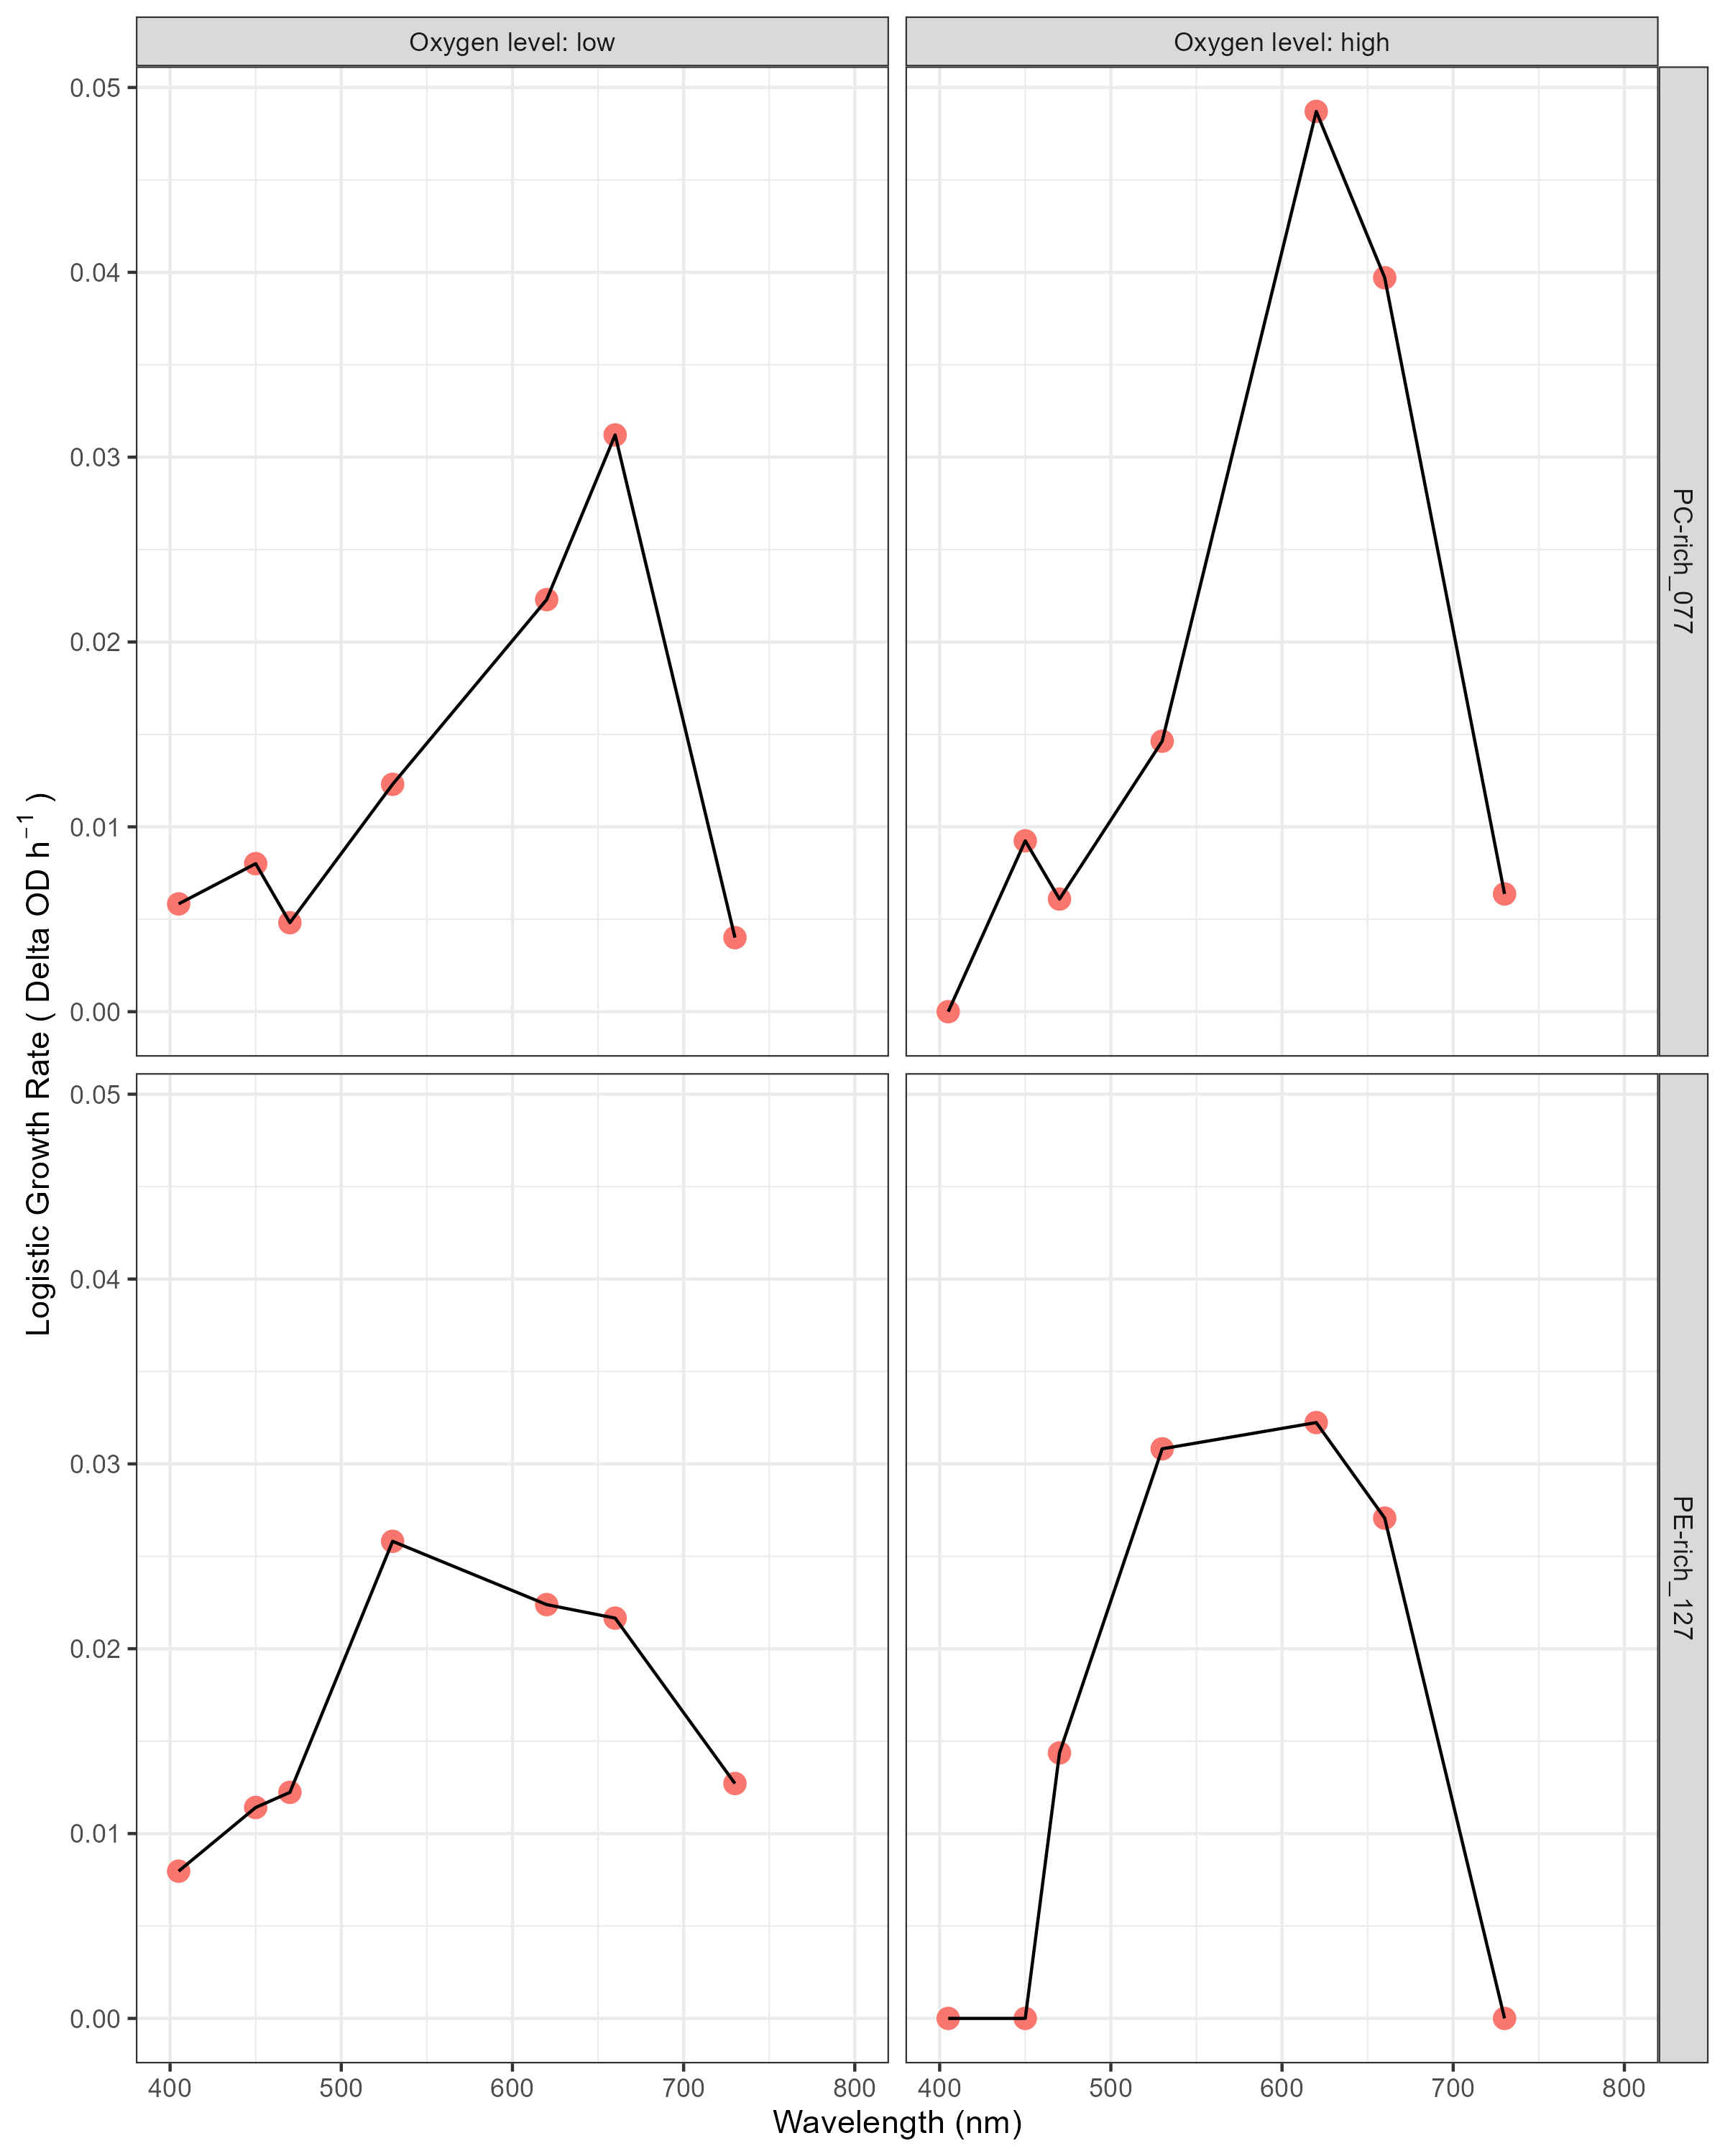 Oxygen level: low
Oxygen level: high
0.05
0.04
0.03
0.02
0.01
0.00
PC-rich_077
0.05
0.04
0.03
0.02
0.01
0.00
PE-rich_127
Logistic Growth Rate ( Delta OD h⁻¹ )
400 500 600 700 800
400 500 600 700 800
Wavelength (nm)